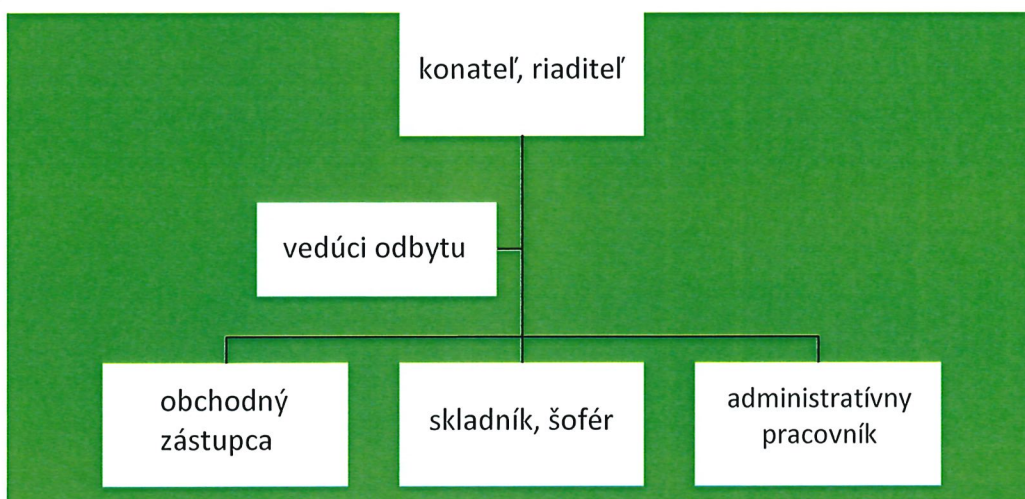 konateľ, riaditeľ
vedúci odbytu
obchodný
zástupca
skladník, šofér
administratívny
pracovník